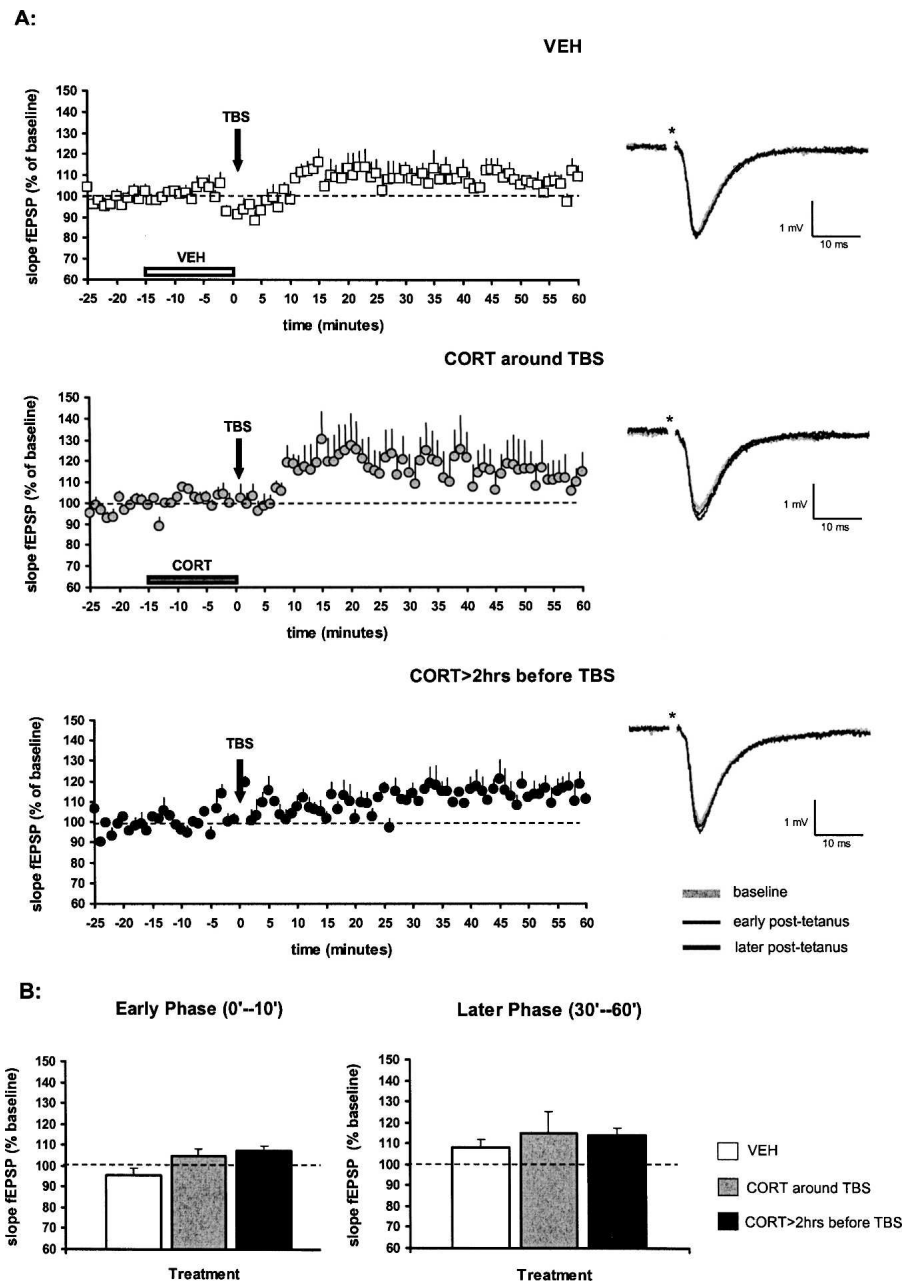 A:
VEH
slope fEPSP (% of baseline)
150
140
130
120
110
100
90
80
70
60
TBS
VEH
-25 -20 -15 -10 -5 0 5 10 15 20 25 30 35 40 45 50 55 60
time (minutes)
*
1 mV
10 ms
CORT around TBS
slope fEPSP (% of baseline)
150
140
130
120
110
100
90
80
70
60
TBS
CORT
-25 -20 -15 -10 -5 0 5 10 15 20 25 30 35 40 45 50 55 60
time (minutes)
*
1 mV
10 ms
CORT>2hrs before TBS
slope fEPSP (% of baseline)
150
140
130
120
110
100
90
80
70
60
TBS
-25 -20 -15 -10 -5 0 5 10 15 20 25 30 35 40 45 50 55 60
time (minutes)
*
1 mV
10 ms
baseline
early post-tetanus
later post-tetanus
B:
Early Phase (0'--10')
slope fEPSP (% baseline)
150
140
130
120
110
100
90
80
70
60
Treatment
Later Phase (30'--60')
slope fEPSP (% baseline)
150
140
130
120
110
100
90
80
70
60
Treatment
VEH
CORT around TBS
CORT>2hrs before TBS